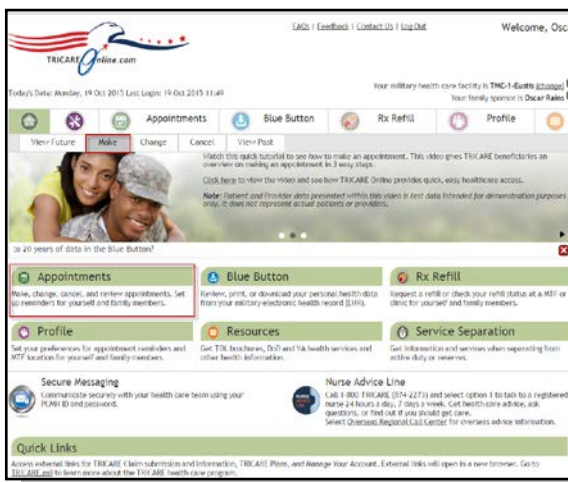 FAQs | Feedback | Contact Us | Log Out
Welcome, Osc
TRICARE Online.com
Today's Date: Monday, 19 Oct 2015 Last Login: 19 Oct 2015 11:49
Your military health care facility is TMC-1-Eustis (change)
Your family sponsor is Oscar Rains
Appointments Blue Button Rx Refill Profile
View Future Make Change Cancel View Past
Watch this quick tutorial to see how to make an appointment. This video gives TRICARE beneficiaries an
overview on making an appointment in 3 easy steps.
Click here to view the video and see how TRICARE Online provides quick, easy healthcare access.
Note: Patient and Provider data presented within this video is test data intended for demonstration purposes
only. It does not represent actual patients or providers.
to 20 years of data in the Blue Button?
Appointments
Make, change, cancel, and review appointments. Set
up reminders for yourself and family members.
Blue Button
Review, print, or download your personal health data
from your military electronic health record (EHR).
Rx Refill
Request a refill or check your refill status at a MTF or
clinic for yourself and family members.
Profile
Set your preferences for appointment reminders and
MTF location for yourself and family members.
Resources
Get TOL brochures, DoD and VA health services and
other health information.
Service Separation
Get information and services when separating from
active duty or reserves.
Secure Messaging
Communicate securely with your health care team using your
PCMH ID and password.
Nurse Advice Line
Call 1-800-TRICARE (874-2273) and select option 1 to talk to a registered
nurse 24 hours a day, 7 days a week. Get health care advice, ask
questions, or find out if you should get care.
Select Overseas Regional Call Center for overseas advice information.
Quick Links
Access external links for TRICARE Claim submission and information, TRICARE Plans, and Manage Your Account. External links will open in a new browser. Go to
TRICARE.mil to learn more about the TRICARE health care program.